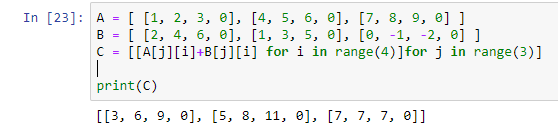 In [23]: A = [ [1, 2, 3, 0], [4, 5, 6, 0], [7, 8, 9, 0] ]
B = [ [2, 4, 6, 0], [1, 3, 5, 0], [0, -1, -2, 0] ]
C = [[A[j][i]+B[j][i] for i in range(4)]for j in range(3)]
print(C)
[[3, 6, 9, 0], [5, 8, 11, 0], [7, 7, 7, 0]]